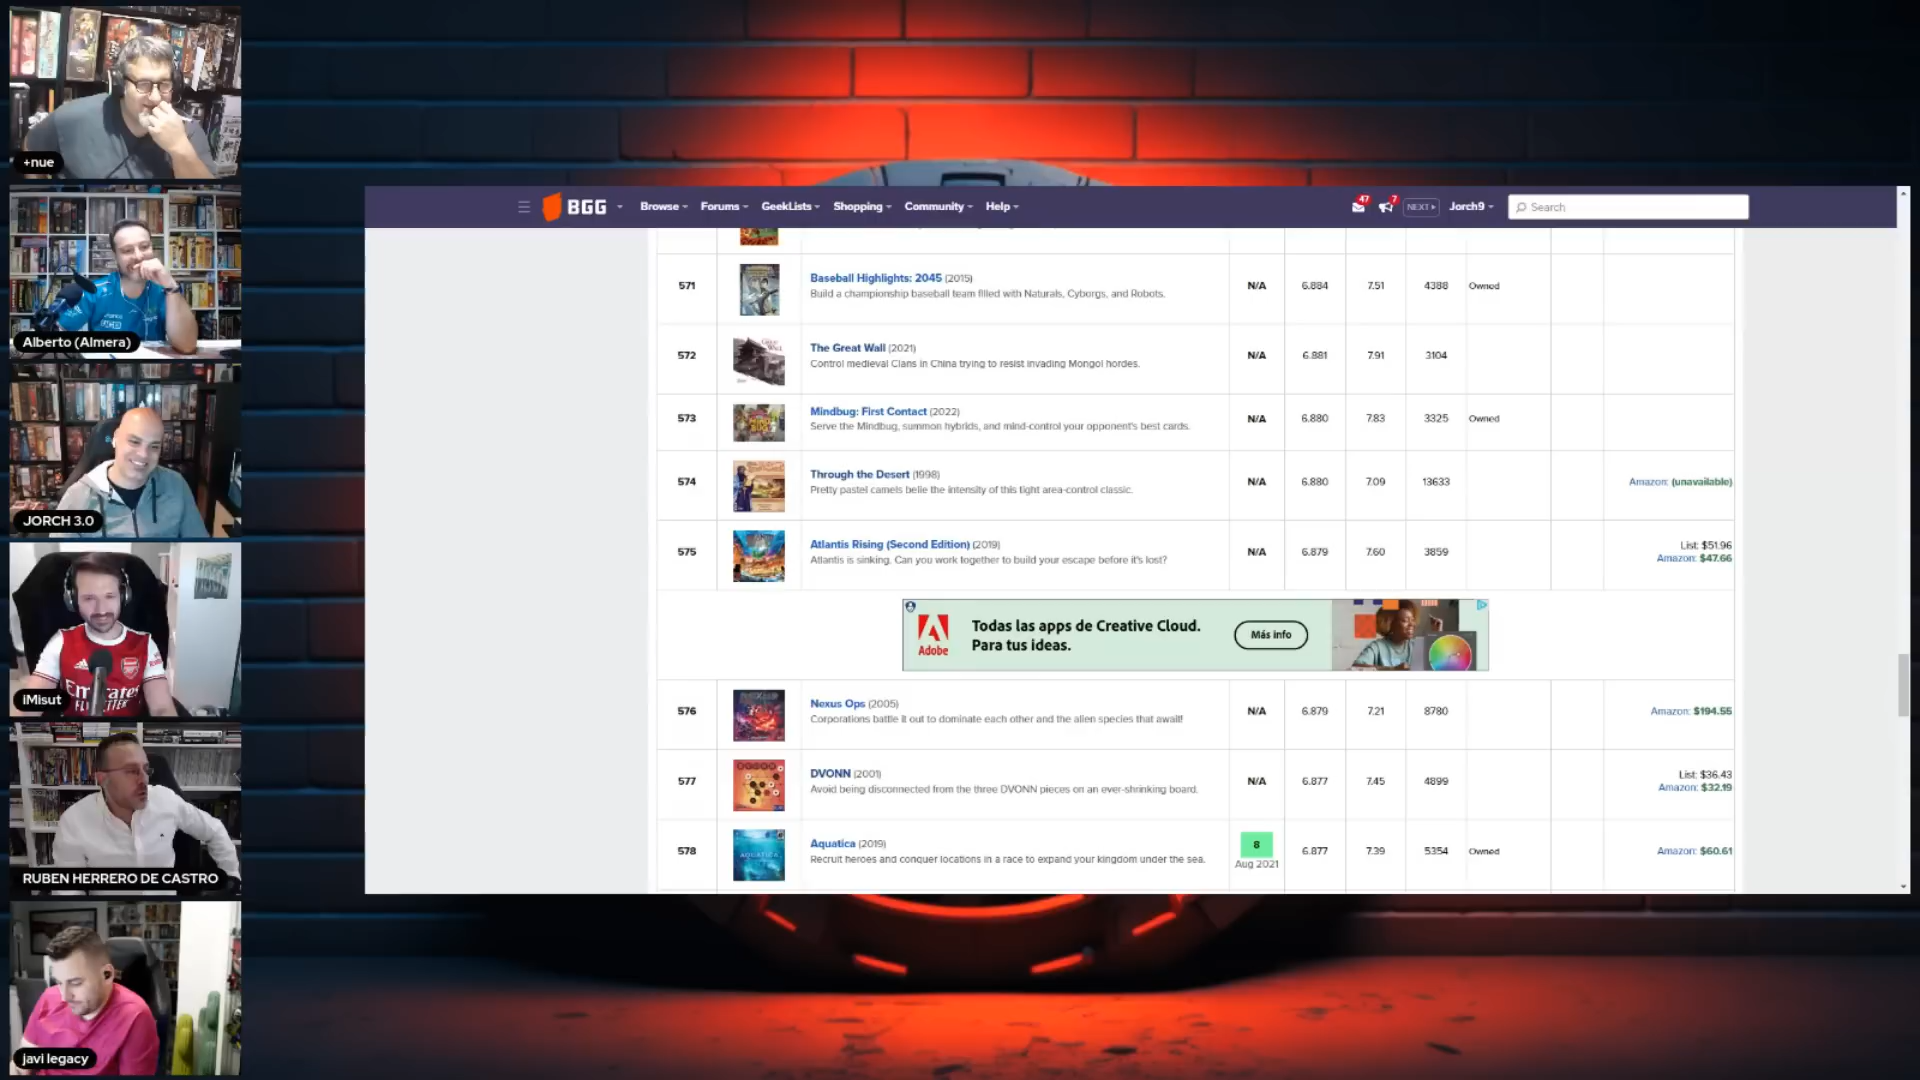 +nue
Alberto (Almera)
JORCH 3.0
iMisut
RUBEN HERRERO DE CASTRO
javi legacy
BGG
Browse
Forums
GeekLists
Shopping
Community
Help
47
7
NEXT
Jorch9
Search
571
Baseball Highlights: 2045 (2015)
Build a championship baseball team filled with Naturals, Cyborgs, and Robots.
N/A
6.884
7.51
4388
Owned
572
The Great Wall (2021)
Control medieval Clans in China trying to resist invading Mongol hordes.
N/A
6.881
7.91
3104
573
Mindbug: First Contact (2022)
Serve the Mindbug, summon hybrids, and mind-control your opponent's best cards.
N/A
6.880
7.83
3325
Owned
574
Through the Desert (1998)
Pretty pastel camels belie the intensity of this tight area-control classic.
N/A
6.880
7.09
13633
Amazon: (unavailable)
575
Atlantis Rising (Second Edition) (2019)
Atlantis is sinking. Can you work together to build your escape before it's lost?
N/A
6.879
7.60
3859
List: $51.96
Amazon: $47.66
Adobe
Todas las apps de Creative Cloud.
Para tus ideas.
Más info
576
Nexus Ops (2005)
Corporations battle it out to dominate each other and the alien species that await!
N/A
6.879
7.21
8780
Amazon: $194.55
577
DVONN (2001)
Avoid being disconnected from the three DVONN pieces on an ever-shrinking board.
N/A
6.877
7.45
4899
List: $36.43
Amazon: $32.19
578
AQUATICA
Aquatica (2019)
Recruit heroes and conquer locations in a race to expand your kingdom under the sea.
8
Aug 2021
6.877
7.39
5354
Owned
Amazon: $60.61